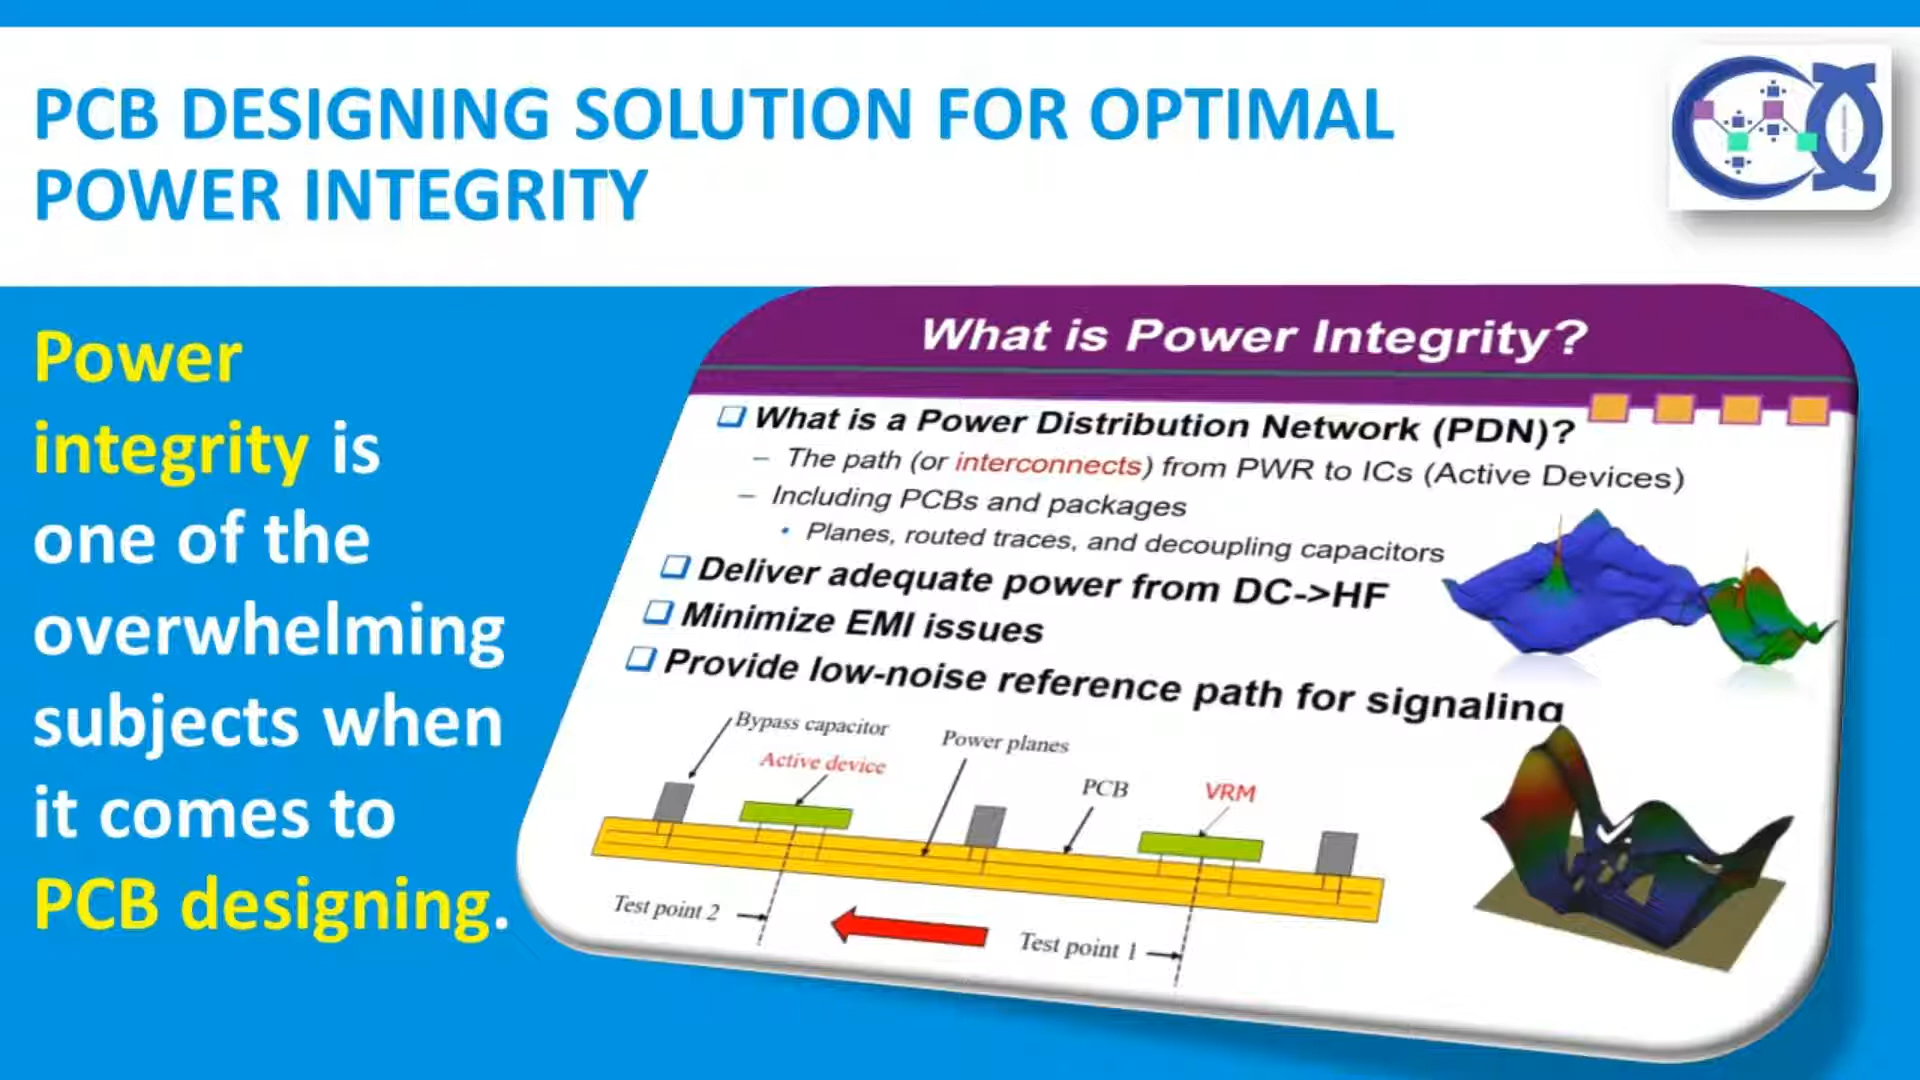 PCB DESIGNING SOLUTION FOR OPTIMAL
POWER INTEGRITY
Power
integrity is
one of the
overwhelming
subjects when
it comes to
PCB designing.
What is Power Integrity?
What is a Power Distribution Network (PDN)?
– The path (or interconnects) from PWR to ICs (Active Devices)
– Including PCBs and packages
• Planes, routed traces, and decoupling capacitors
Deliver adequate power from DC->HF
Minimize EMI issues
Provide low-noise reference path for signaling
Bypass capacitor
Power planes
Active device
PCB
VRM
Test point 2
Test point 1